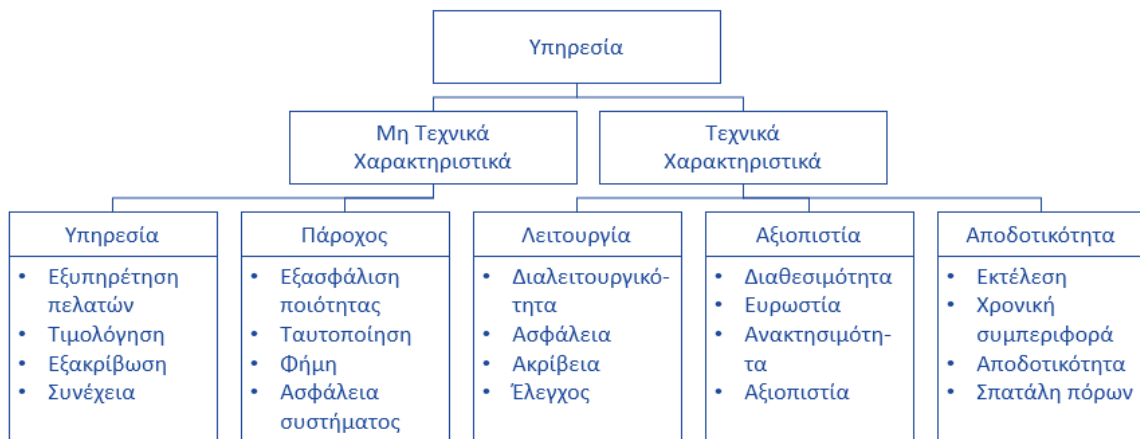 Υπηρεσία
Μη Τεχνικά
Χαρακτηριστικά
Τεχνικά
Χαρακτηριστικά
Υπηρεσία
• Εξυπηρέτηση
πελατών
• Τιμολόγηση
• Εξακρίβωση
• Συνέχεια
Πάροχος
• Εξασφάλιση
ποιότητας
• Ταυτοποίηση
• Φήμη
• Ασφάλεια
συστήματος
Λειτουργία
• Διαλειτουργικό-
τητα
• Ασφάλεια
• Ακρίβεια
• Έλεγχος
Αξιοπιστία
• Διαθεσιμότητα
• Ευρωστία
• Ανακτησιμότη-
τα
• Αξιοπιστία
Αποδοτικότητα
• Εκτέλεση
• Χρονική
συμπεριφορά
• Αποδοτικότητα
• Σπατάλη πόρων